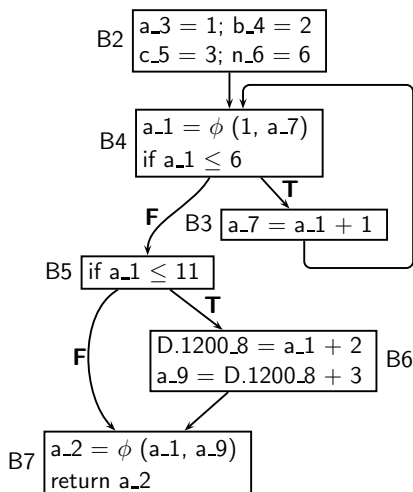 B2
a_3 = 1; b_4 = 2
c_5 = 3; n_6 = 6
B4
a_1 = ϕ (1, a_7)
if a_1 ≤ 6
F
T
B3
a_7 = a_1 + 1
B5
if a_1 ≤ 11
F
T
D.1200_8 = a_1 + 2
a_9 = D.1200_8 + 3
B6
B7
a_2 = ϕ (a_1, a_9)
return a_2